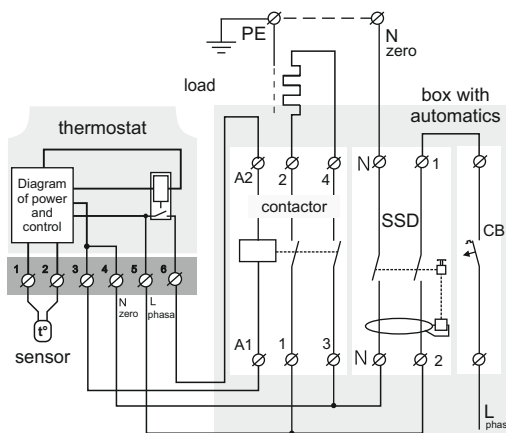 PE
N
zero
load
box with
automatics
thermostat
A2
2
4
N
1
Diagram
of power
and
control
contactor
SSD
CB
1
2
3
4
5
6
N
zero
L
phasa
t°
sensor
A1
1
3
N
2
L
phasa